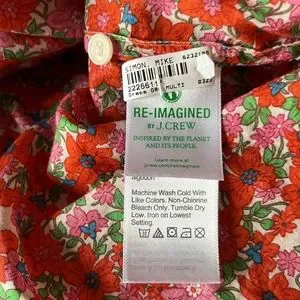 SIMON, MIKE
MULTI
RE-IMAGINED
BY J.CREW
INSPIRED BY THE PLANET
AND ITS PEOPLE.
Learn more at
jcrew.com/reimagined
Machine Wash Cold With
Like Colors. Non-Chlorine
Bleach Only. Tumble Dry
Low. Iron on Lowest
Setting.